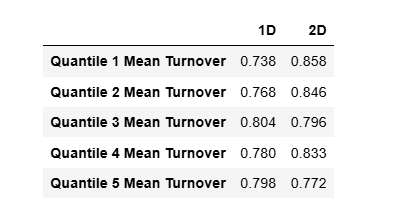 1D 2D
Quantile 1 Mean Turnover 0.738 0.858
Quantile 2 Mean Turnover 0.768 0.846
Quantile 3 Mean Turnover 0.804 0.796
Quantile 4 Mean Turnover 0.780 0.833
Quantile 5 Mean Turnover 0.798 0.772